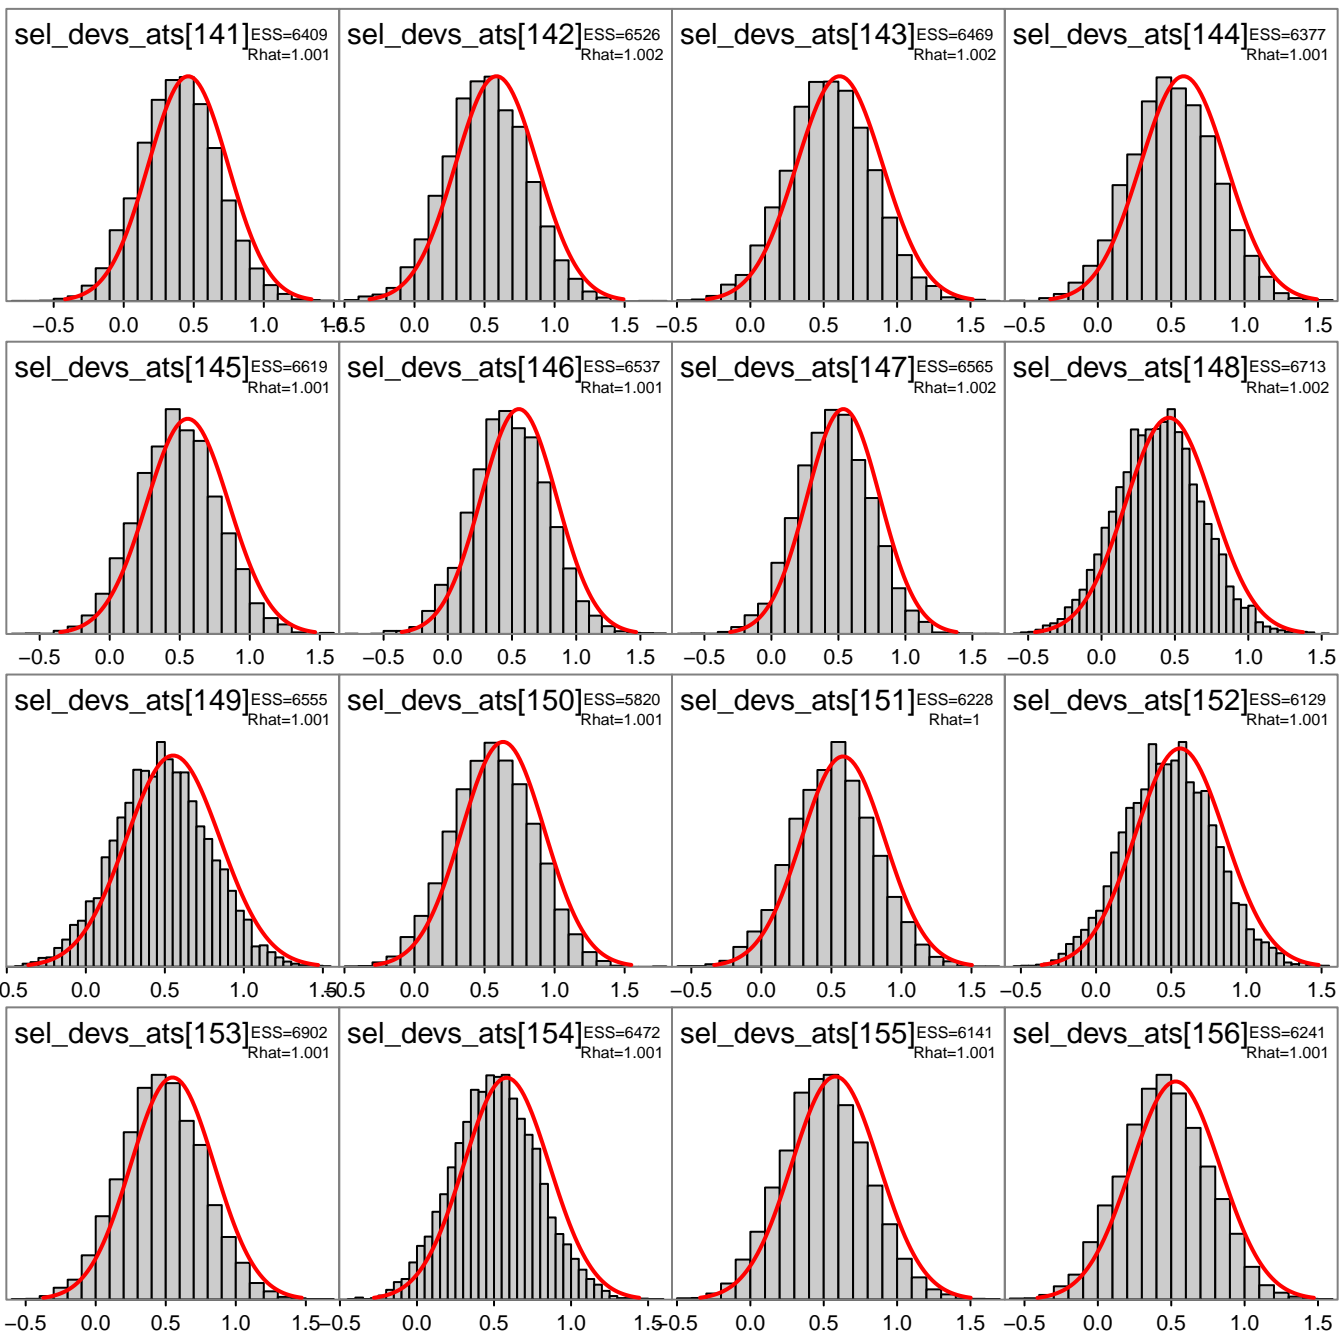 sel_devs_ats[141] ESS=6409
Rhat=1.001
sel_devs_ats[142] ESS=6526
Rhat=1.002
sel_devs_ats[143] ESS=6469
Rhat=1.002
sel_devs_ats[144] ESS=6377
Rhat=1.001
−0.5 0.0 0.5 1.0 1.5
−0.5 0.0 0.5 1.0 1.5
−0.5 0.0 0.5 1.0 1.5
−0.5 0.0 0.5 1.0 1.5
sel_devs_ats[145] ESS=6619
Rhat=1.001
sel_devs_ats[146] ESS=6537
Rhat=1.001
sel_devs_ats[147] ESS=6565
Rhat=1.002
sel_devs_ats[148] ESS=6713
Rhat=1.002
−0.5 0.0 0.5 1.0 1.5
−0.5 0.0 0.5 1.0 1.5
−0.5 0.0 0.5 1.0 1.5
−0.5 0.0 0.5 1.0 1.5
sel_devs_ats[149] ESS=6555
Rhat=1.001
sel_devs_ats[150] ESS=5820
Rhat=1.001
sel_devs_ats[151] ESS=6228
Rhat=1
sel_devs_ats[152] ESS=6129
Rhat=1.001
0.5 0.0 0.5 1.0 1.5
−0.5 0.0 0.5 1.0 1.5
−0.5 0.0 0.5 1.0 1.5
−0.5 0.0 0.5 1.0 1.5
sel_devs_ats[153] ESS=6902
Rhat=1.001
sel_devs_ats[154] ESS=6472
Rhat=1.001
sel_devs_ats[155] ESS=6141
Rhat=1.001
sel_devs_ats[156] ESS=6241
Rhat=1.001
−0.5 0.0 0.5 1.0 1.5
−0.5 0.0 0.5 1.0 1.5
−0.5 0.0 0.5 1.0 1.5
−0.5 0.0 0.5 1.0 1.5